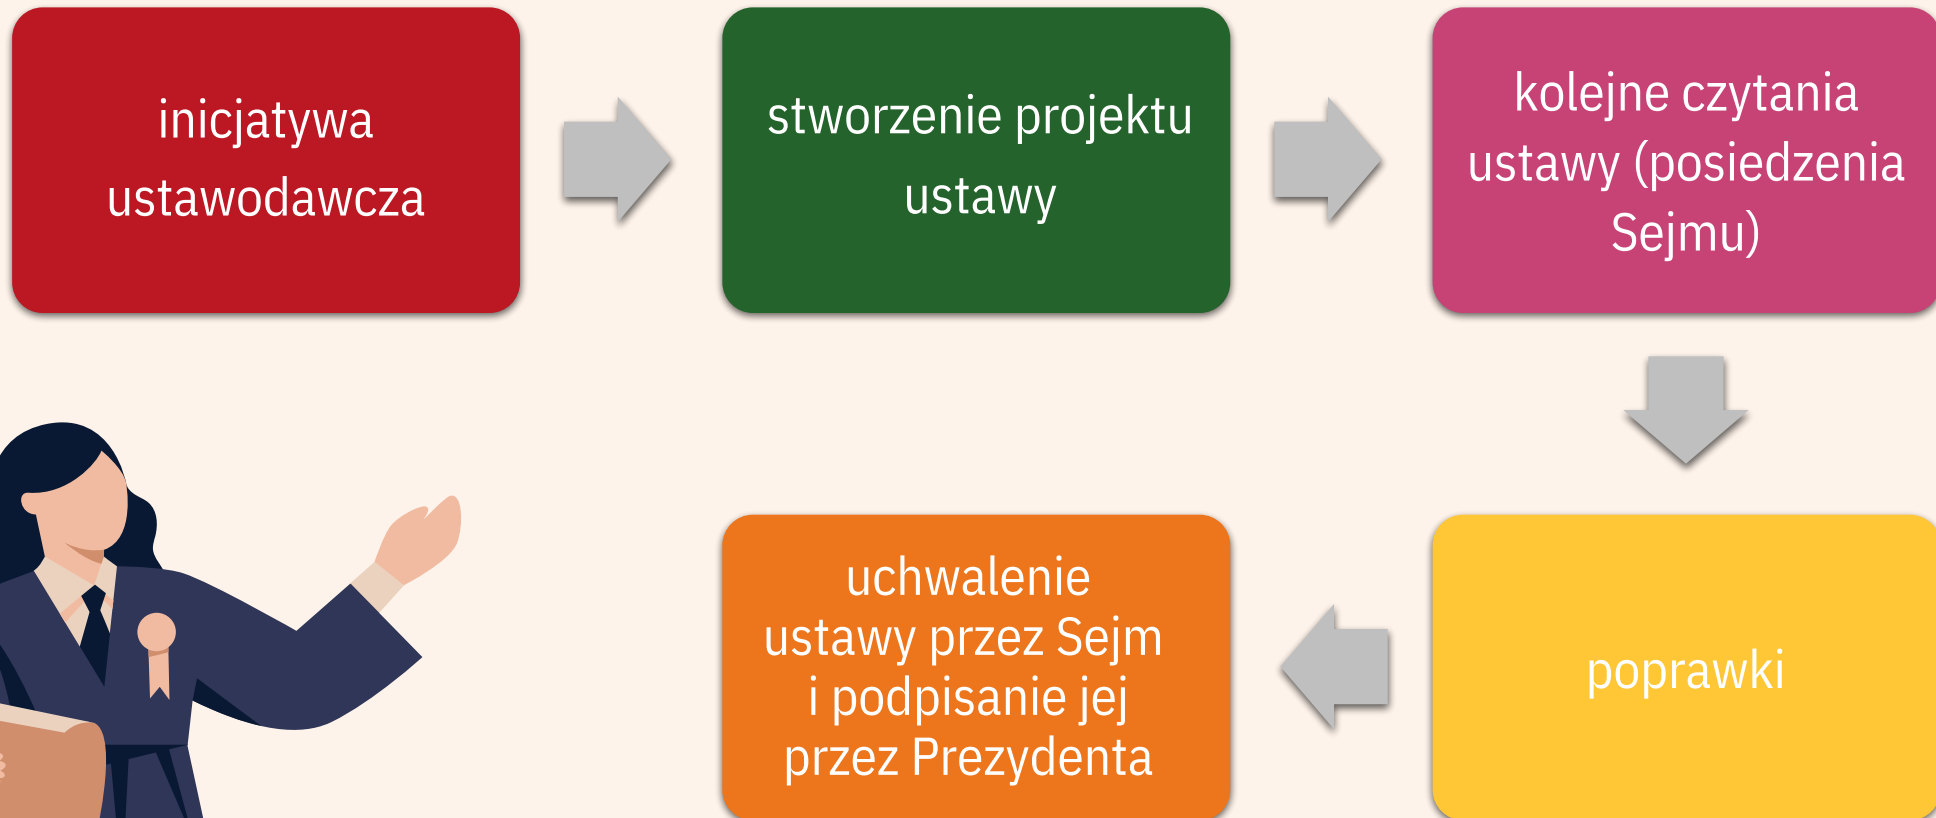 inicjatywa
ustawodawcza
stworzenie projektu
ustawy
kolejne czytania
ustawy (posiedzenia
Sejmu)
poprawki
uchwalenie
ustawy przez Sejm
i podpisanie jej
przez Prezydenta